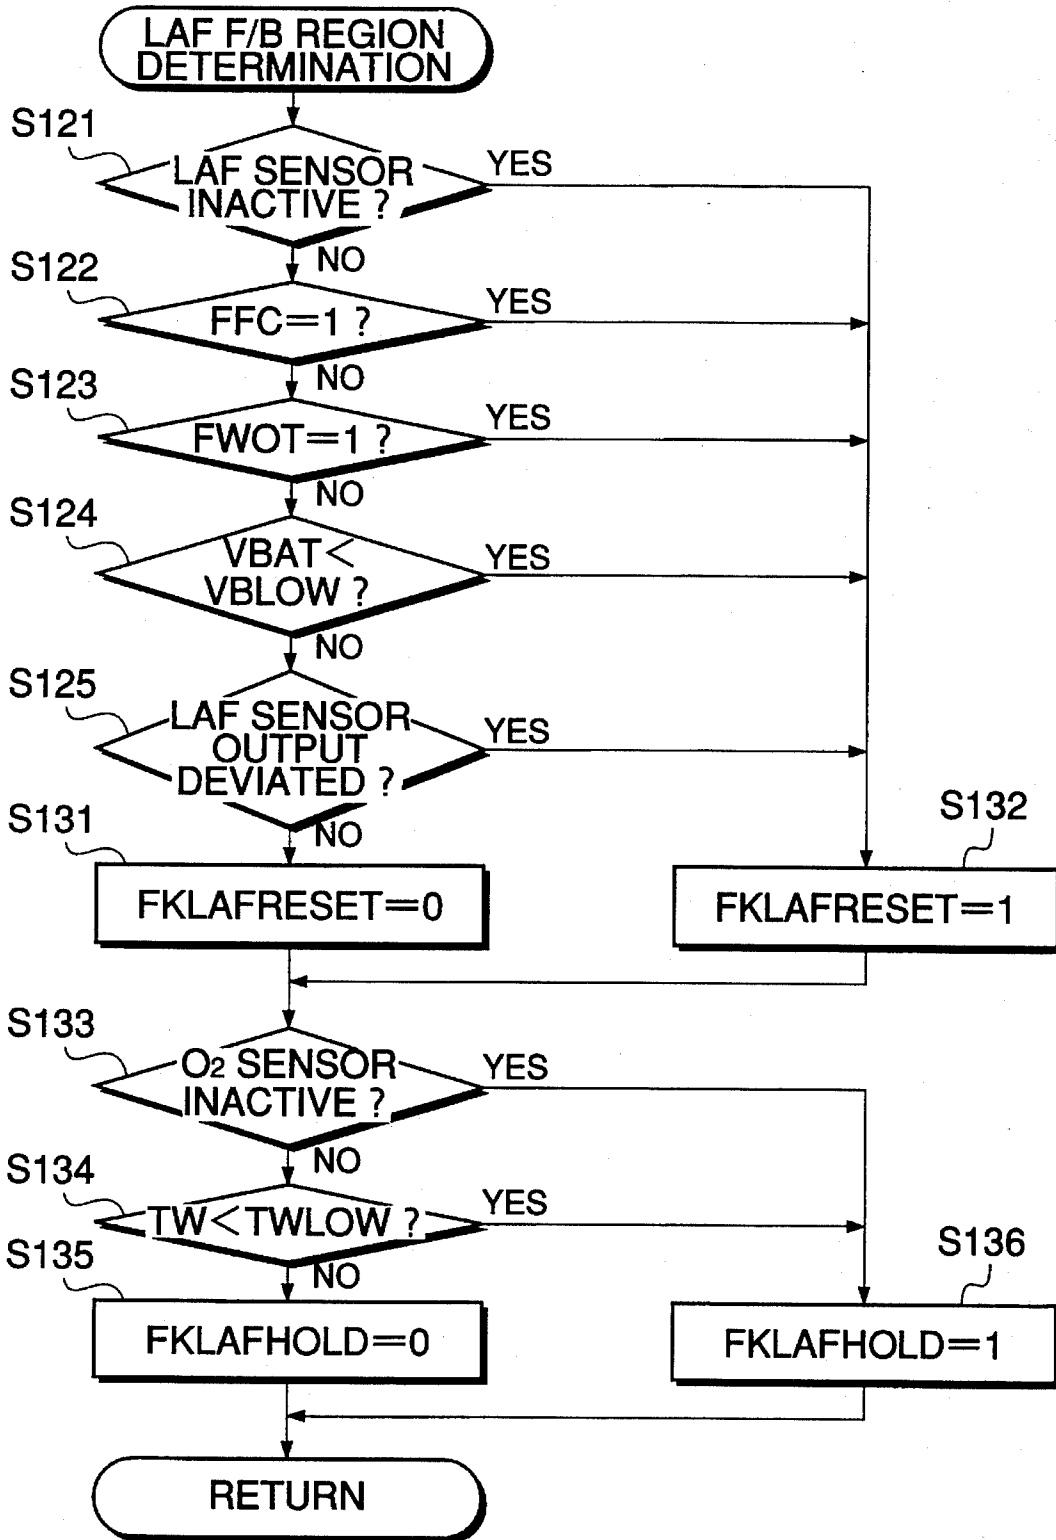 LAF F/B REGION
DETERMINATION
S121
LAF SENSOR
INACTIVE ?
YES
NO
S122
FFC=1 ?
YES
NO
S123
FWOT=1 ?
YES
NO
S124
VBAT<
VBLOW ?
YES
NO
S125
LAF SENSOR
OUTPUT
DEVIATED ?
YES
NO
S131
FKLAFRESET=0
S132
FKLAFRESET=1
S133
O2 SENSOR
INACTIVE ?
YES
NO
S134
TW<TWLOW ?
YES
NO
S135
FKLAFHOLD=0
S136
FKLAFHOLD=1
RETURN